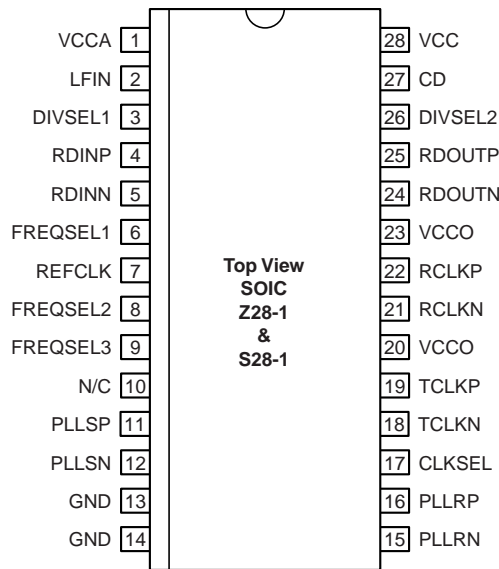 VCCA 1 28 VCC
LFIN 2 27 CD
DIVSEL1 3 26 DIVSEL2
RDINP 4 25 RDOUTP
RDINN 5 24 RDOUTN
FREQSEL1 6 23 VCCO
REFCLK 7 22 RCLKP
FREQSEL2 8 21 RCLKN
FREQSEL3 9 20 VCCO
N/C 10 19 TCLKP
PLLSP 11 18 TCLKN
PLLSN 12 17 CLKSEL
GND 13 16 PLLRP
GND 14 15 PLLRN
Top View
SOIC
Z28-1
&
S28-1